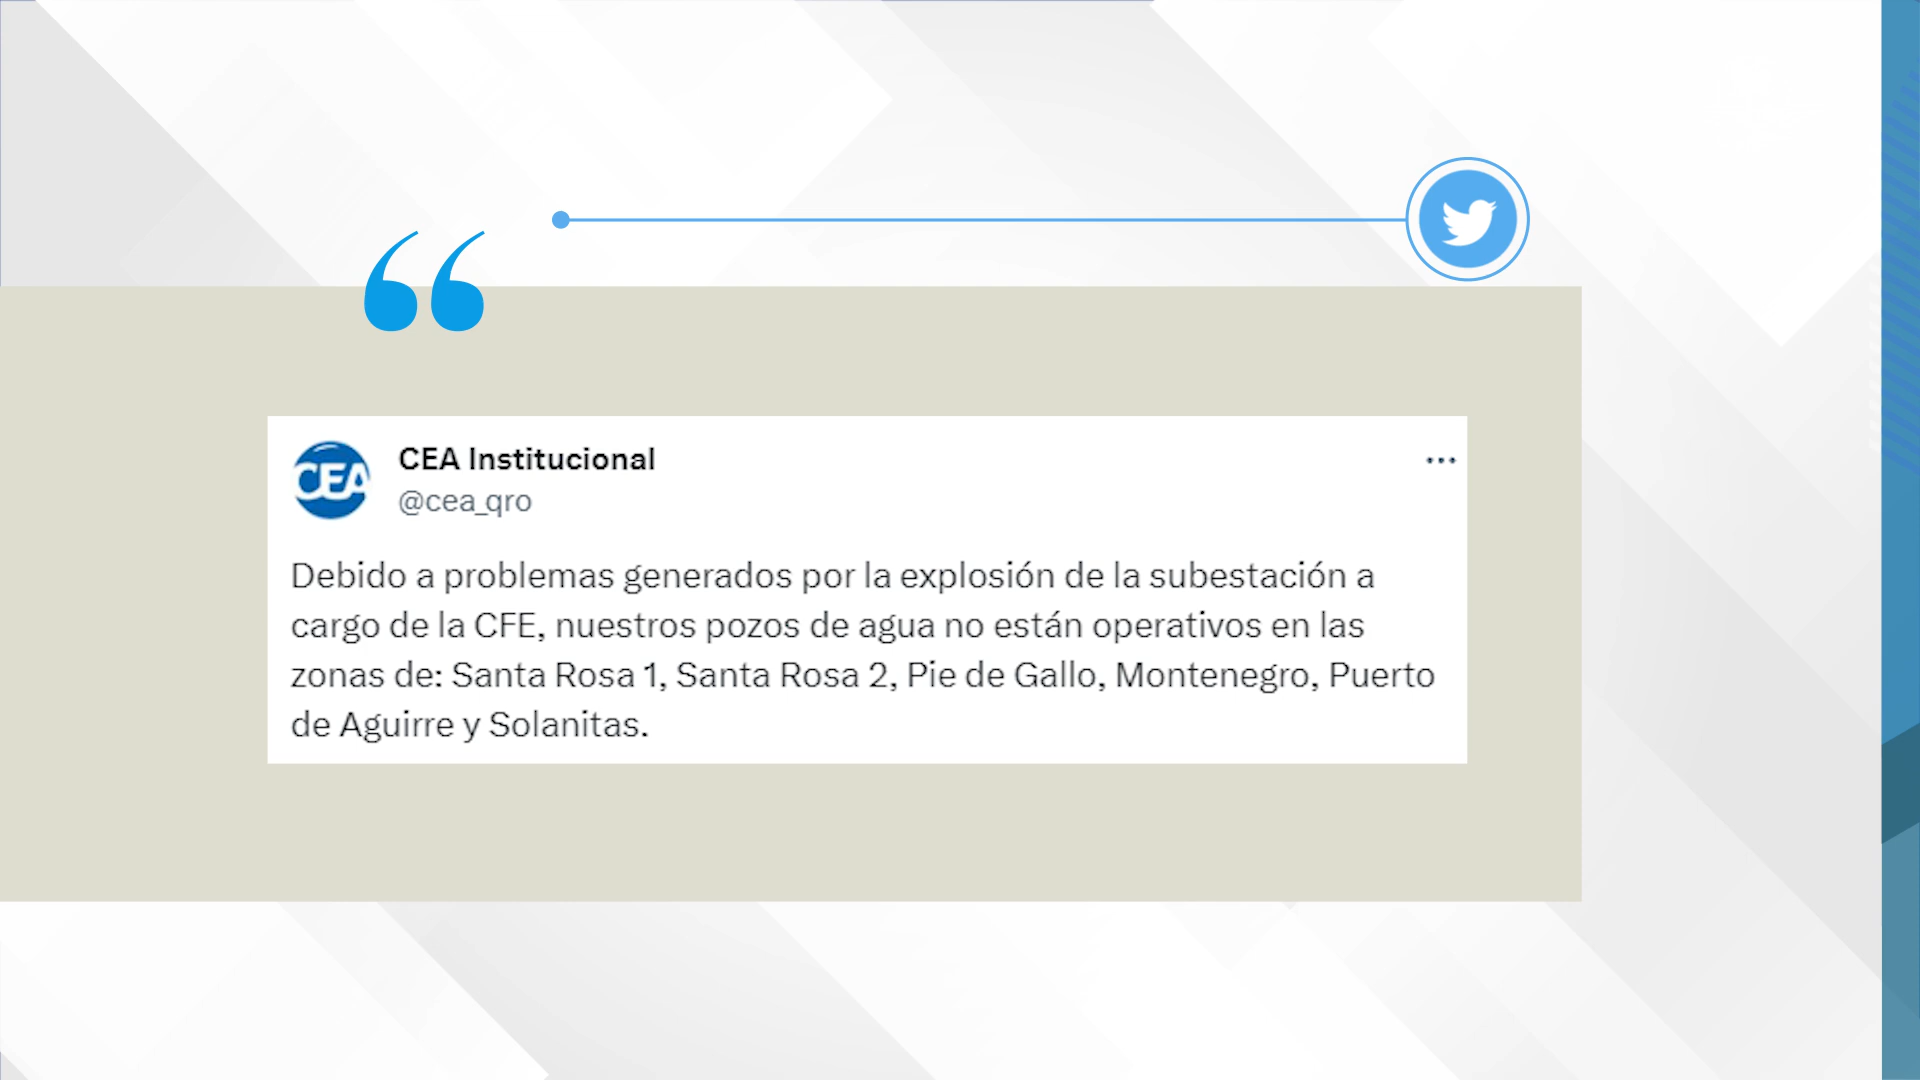 CEA
CEA Institucional
@cea_qro
Debido a problemas generados por la explosión de la subestación a
cargo de la CFE, nuestros pozos de agua no están operativos en las
zonas de: Santa Rosa 1, Santa Rosa 2, Pie de Gallo, Montenegro, Puerto
de Aguirre y Solanitas.